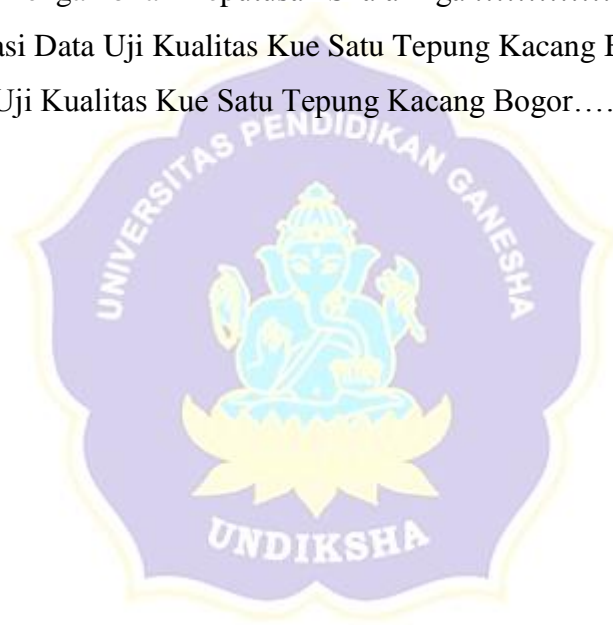 asi Data Uji Kualitas Kue Satu Tepung Kacang
Uji Kualitas Kue Satu Tepung Kacang Bogor....
UNIVERSITAS PENDIDIKAN GANESHA
UNDIKSHA